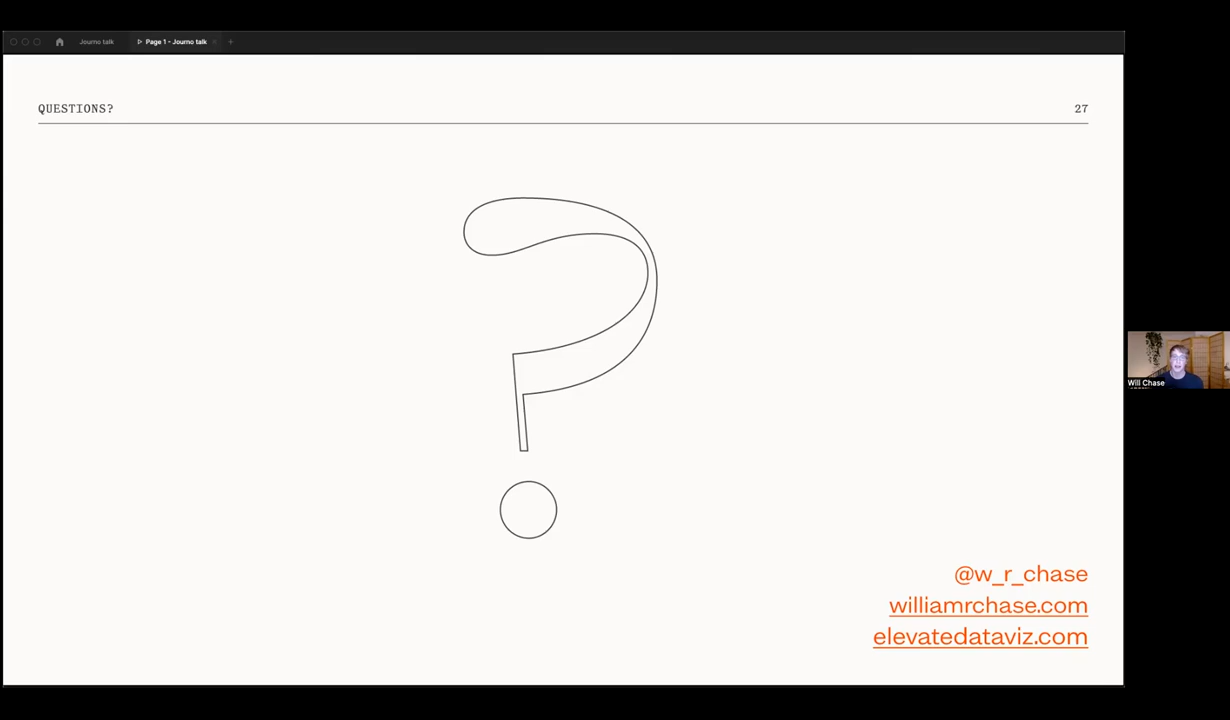 Journo talk
Page 1 - Journo talk
QUESTIONS?
27
?
Will Chase
@w_r_chase
williamrchase.com
elevatedataviz.com